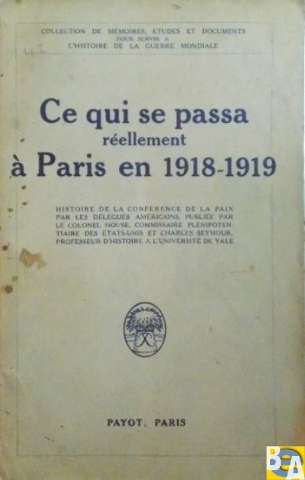 COLLECTION DE MÉMOIRES, ÉTUDES ET DOCUMENTS
POUR SERVIR A
L'HISTOIRE DE LA GUERRE MONDIALE
Ce qui se passa
réellement
à Paris en 1918-1919
HISTOIRE DE LA CONFÉRENCE DE LA PAIX
PAR LES DÉLÉGUÉS AMÉRICAINS, PUBLIÉE PAR
LE COLONEL HOUSE, COMMISSAIRE PLÉNIPOTEN-
TIAIRE DES ÉTATS-UNIS ET CHARLES SEYMOUR,
PROFESSEUR D'HISTOIRE A L'UNIVERSITÉ DE YALE
PAYOT, PARIS